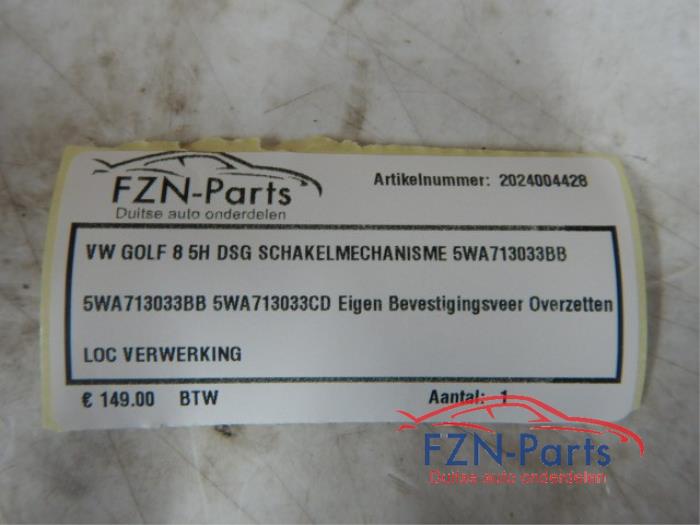 FZN-Parts
Duitse auto onderdelen
Artikelnummer: 2024004428
VW GOLF 8 5H DSG SCHAKELMECHANISME 5WA713033BB
5WA713033BB 5WA713033CD Eigen Bevestigingsveer Overzetten
LOC VERWERKING
€ 149.00 BTW Aantal: 1
FZN-Parts
Duitse auto onderdelen